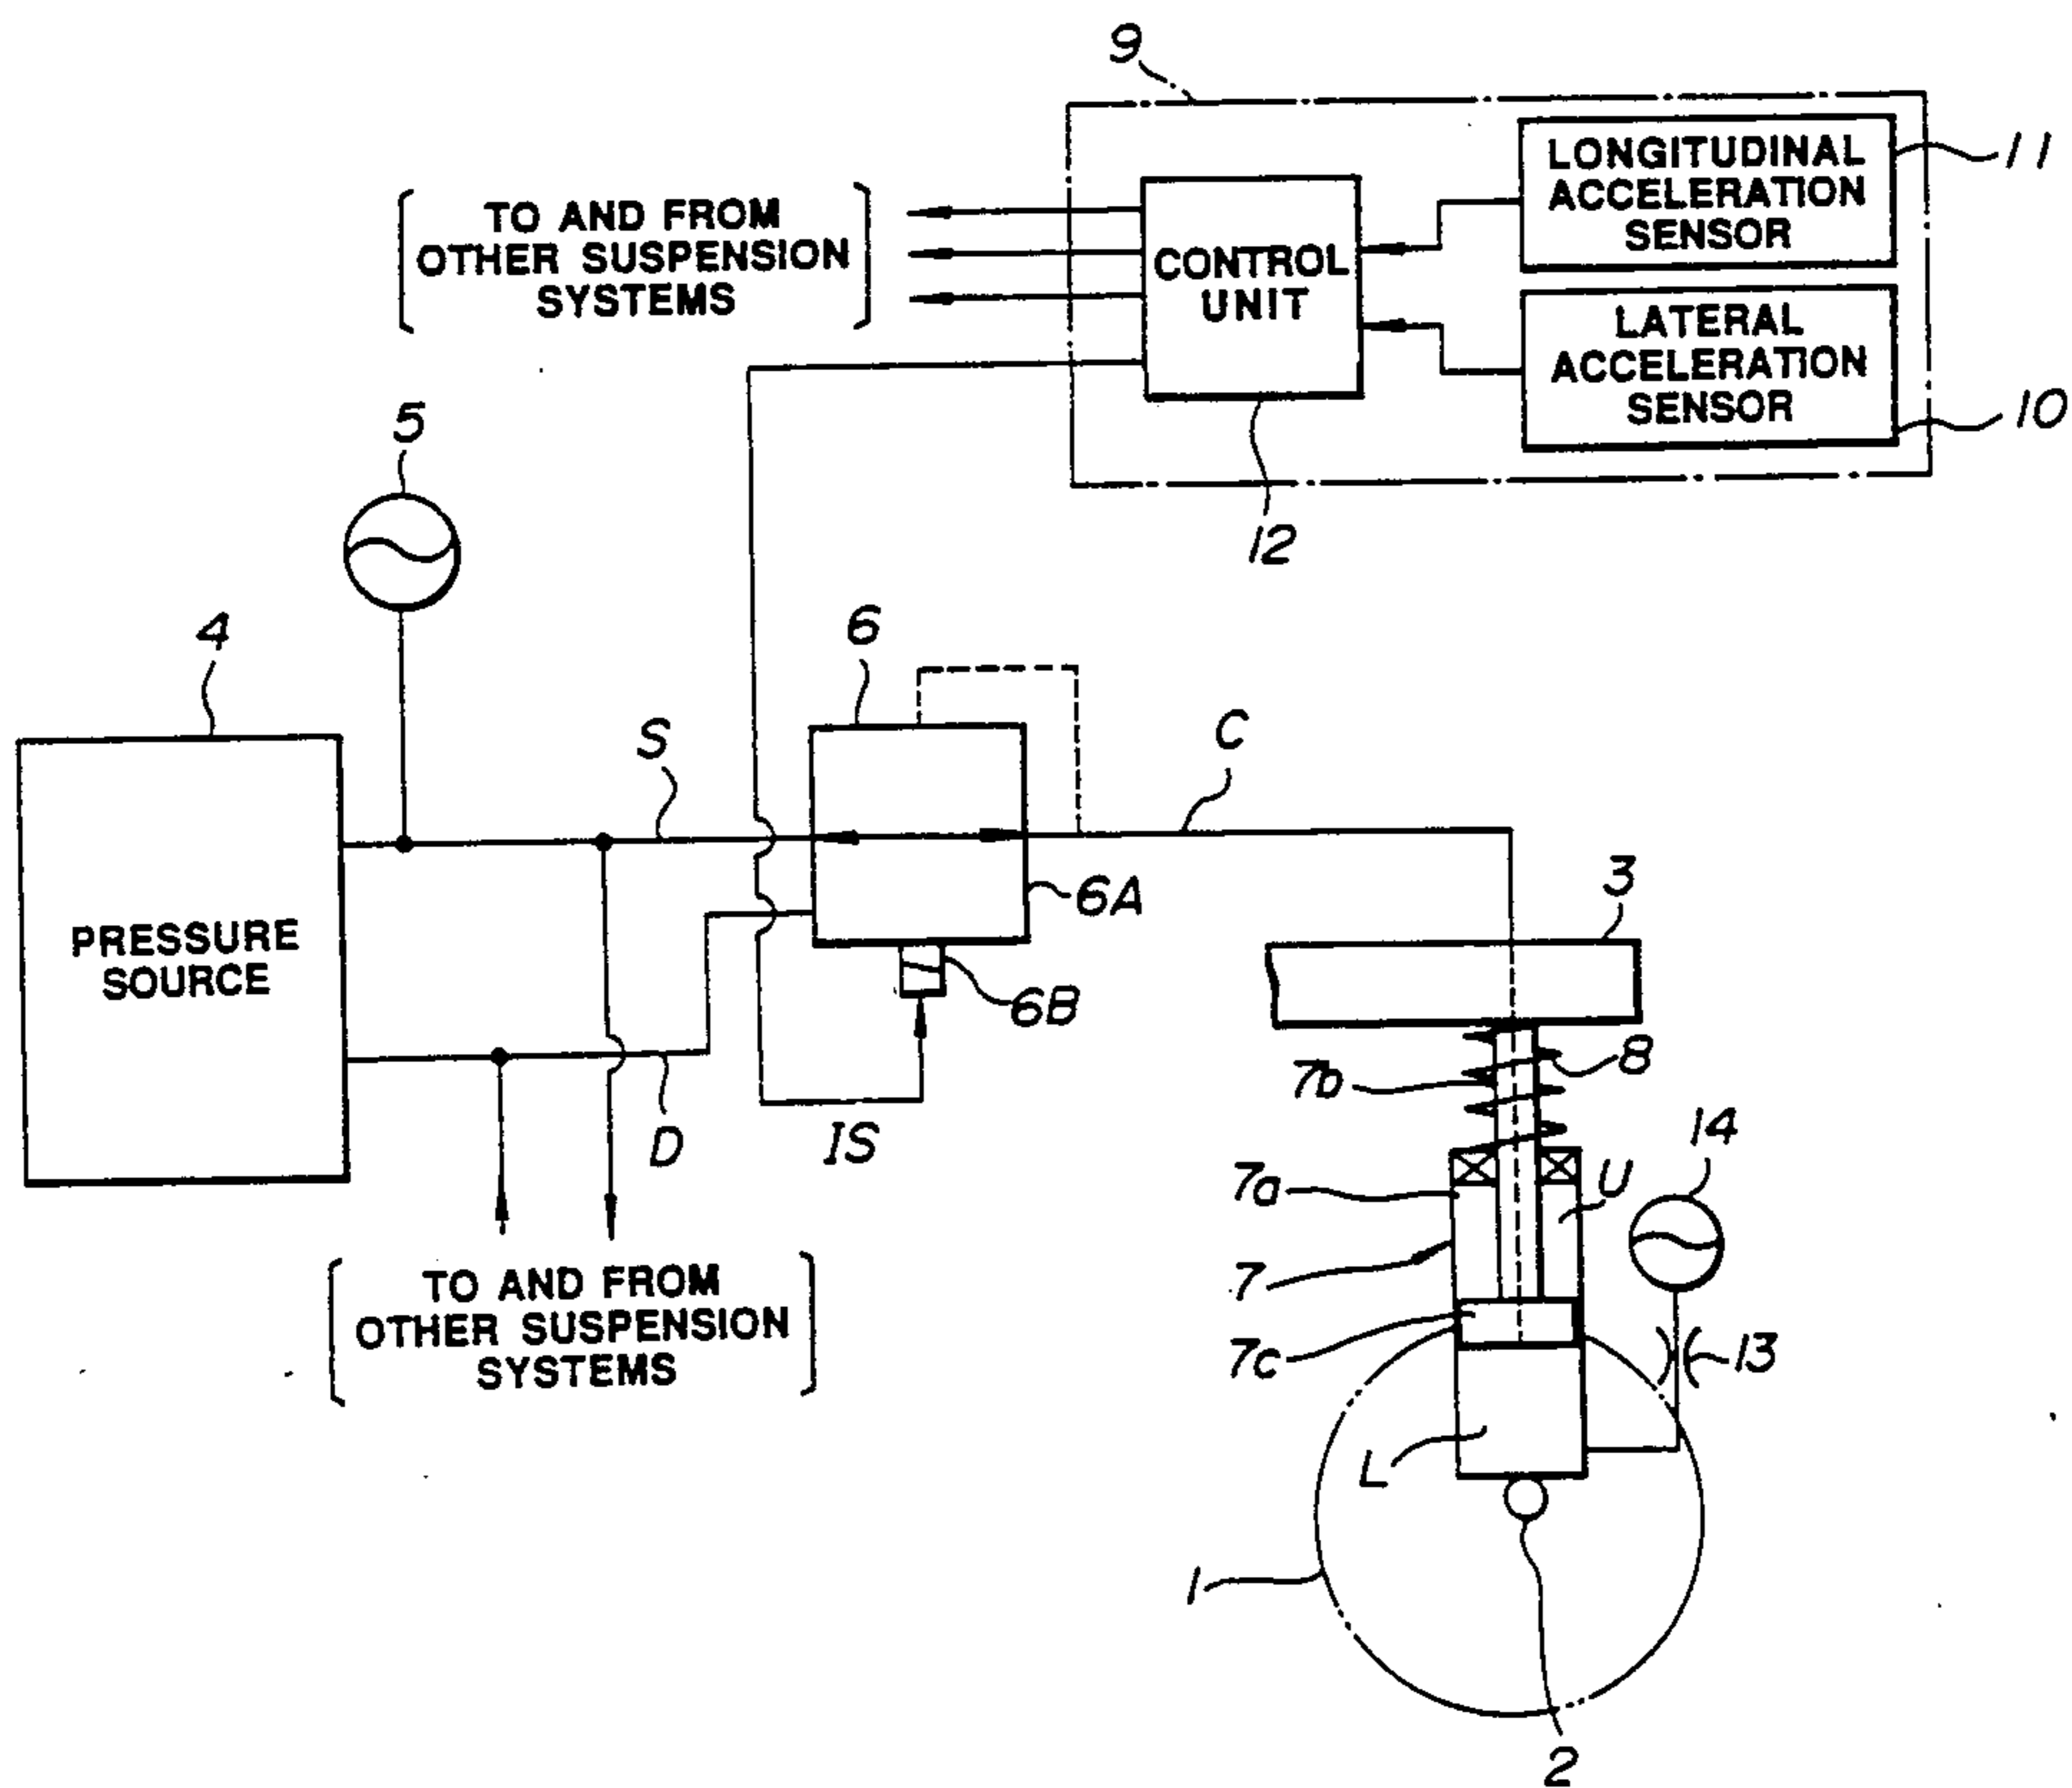 9
LONGITUDINAL
ACCELERATION
SENSOR
11
TO AND FROM
OTHER SUSPENSION
SYSTEMS
CONTROL
UNIT
LATERAL
ACCELERATION
SENSOR
10
5
12
4
6
S
C
6A
3
PRESSURE
SOURCE
6B
7b
8
D
IS
14
7a
U
TO AND FROM
OTHER SUSPENSION
SYSTEMS
7
7c
13
L
1
2